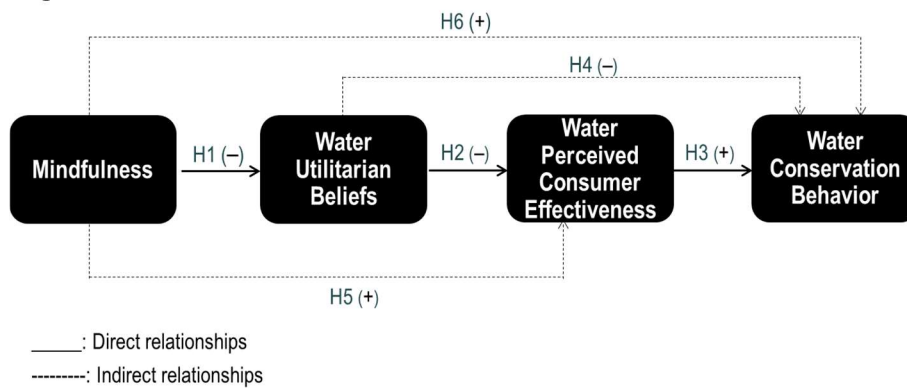 H6 (+)
H4 (–)
Mindfulness
H1 (–)
Water
Utilitarian
Beliefs
H2 (–)
Water
Perceived
Consumer
Effectiveness
H3 (+)
Water
Conservation
Behavior
H5 (+)
______: Direct relationships
---------: Indirect relationships